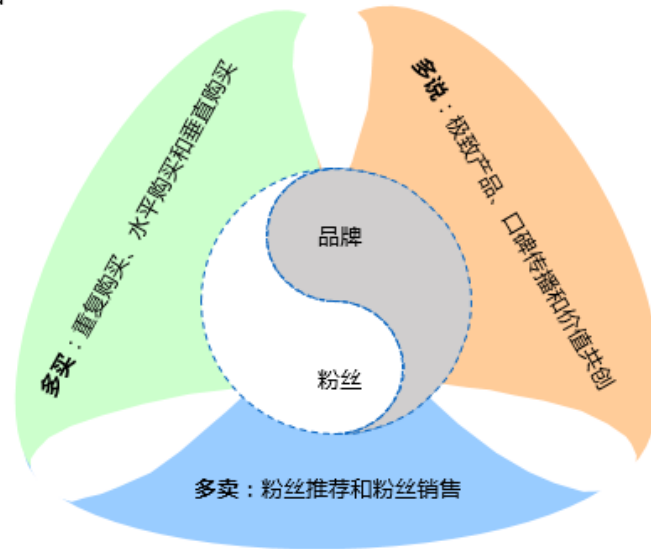 多买：重复购买、水平购买和垂直购买
多说：极致产品、口碑传播和价值共创
品牌
粉丝
多卖：粉丝推荐和粉丝销售